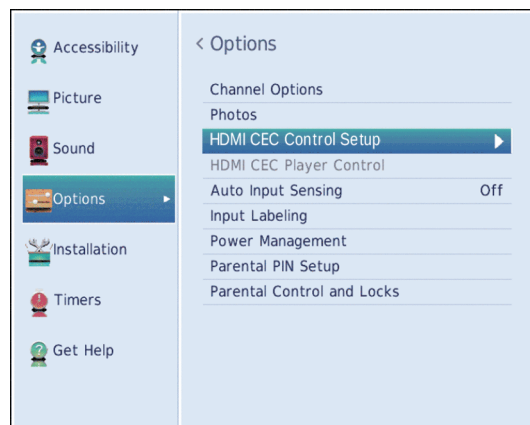 Accessibility
Picture
Sound
Options
Installation
Timers
Get Help
< Options
Channel Options
Photos
HDMI CEC Control Setup
HDMI CEC Player Control
Auto Input Sensing Off
Input Labeling
Power Management
Parental PIN Setup
Parental Control and Locks